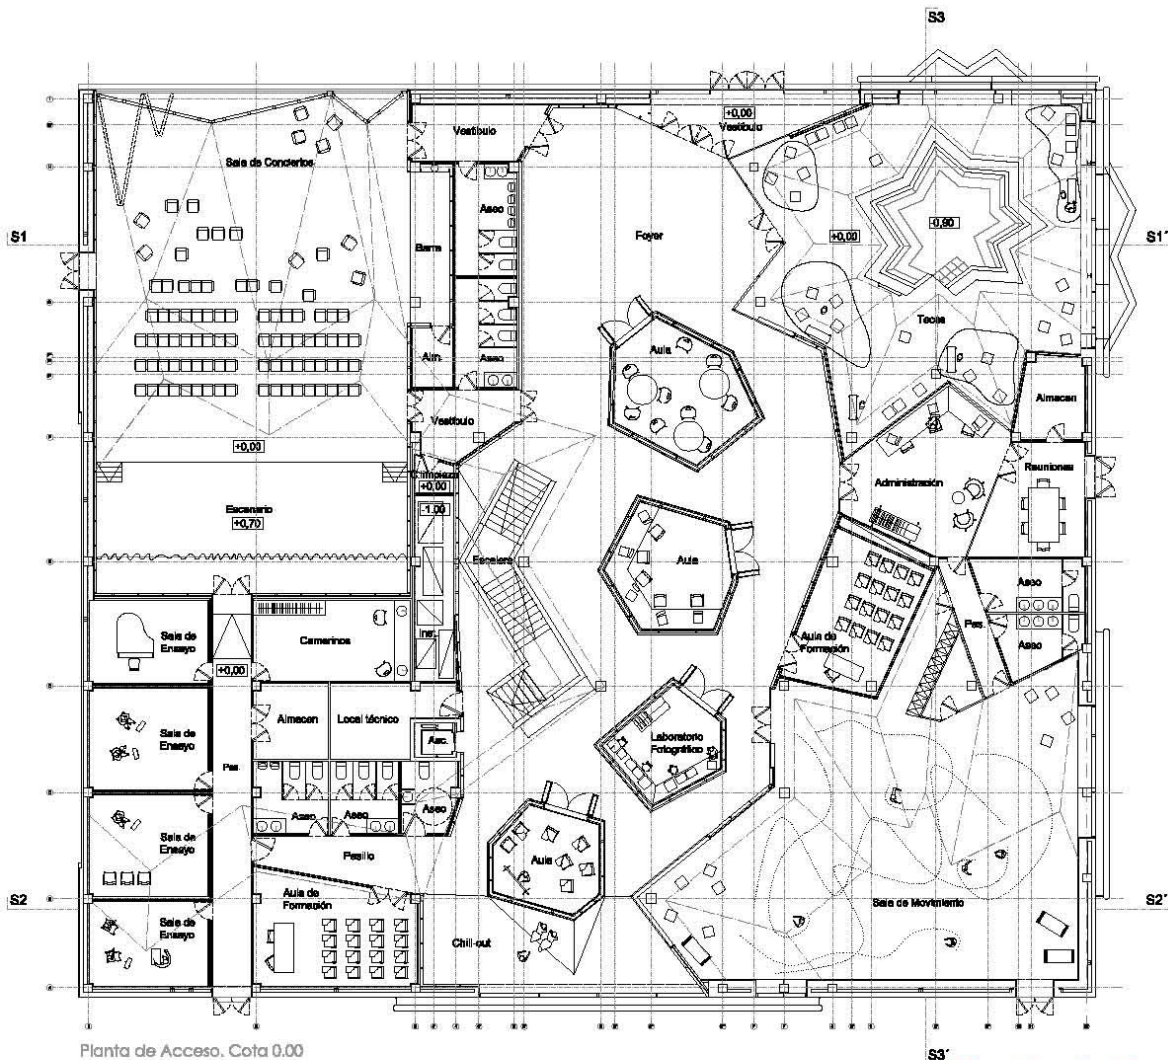 S3
Vestíbulo
+0,00
Vestíbulo
Sala de Conciertos
Aseo
-0,90
S1
Barra
Foyer
+0,00
S1´
Tecas
Alm.
Aseo
Aula
Almacen
Vestíbulo
+0,00
Reuniones
+0,00
Administración
Escenario
+0,70
-1.00
Escalera
Aula
Aseo
Sala de
Ensayo
Camerinos
Inst.
Aula de
Formación
Pas.
Aseo
+0,00
Almacen
Local técnico
Sala de
Ensayo
Asc.
Laboratorio
Fotográfico
Pas.
Aseo
Aseo
Aseo
Sala de
Ensayo
Pasillo
Aula
S2
Aula de
Formación
Sala de Movimiento
S2´
Sala de
Ensayo
Chill-out
Planta de Acceso. Cota 0.00
S3´